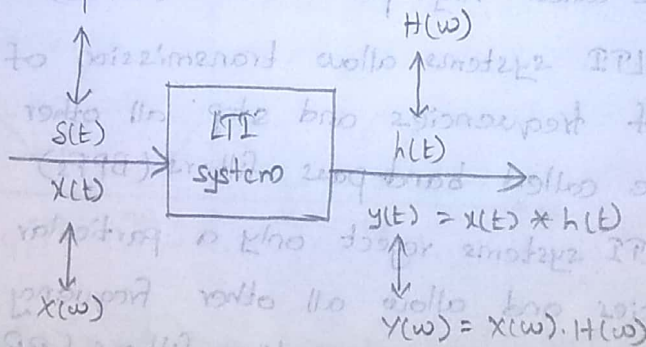 H(ω)
δ(t)
LTI
system
h(t)
x(t)
y(t) = x(t) * h(t)
X(ω)
Y(ω) = X(ω).H(ω)